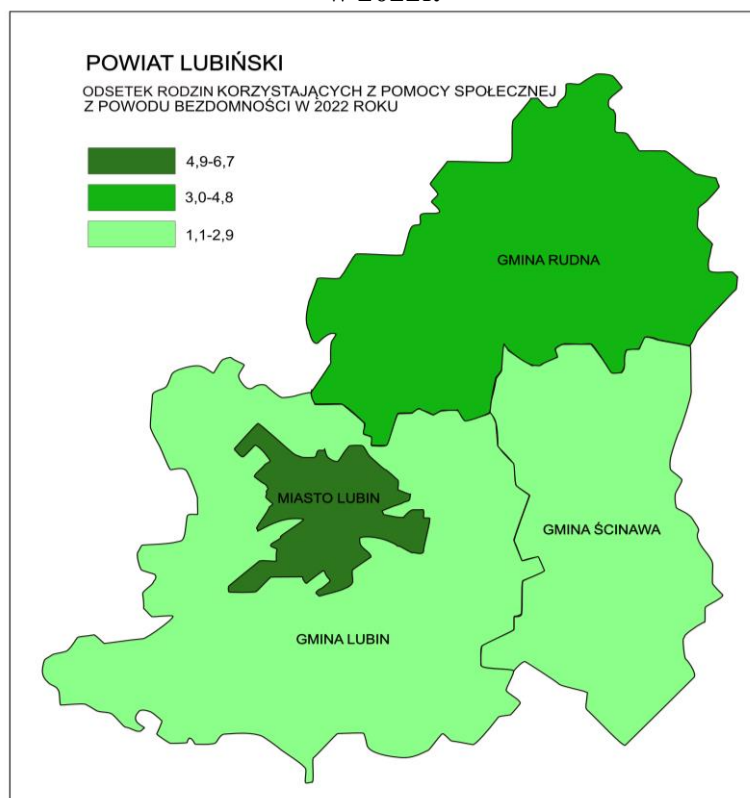 w 2022r.
POWIAT LUBIŃSKI
ODSETEK RODZIN KORZYSTAJĄCYCH Z POMOCY SPOŁECZNEJ
Z POWODU BEZDOMNOŚCI W 2022 ROKU
4,9-6,7
3,0-4,8
1,1-2,9
GMINA RUDNA
MIASTO LUBIN
GMINA ŚCINAWA
GMINA LUBIN